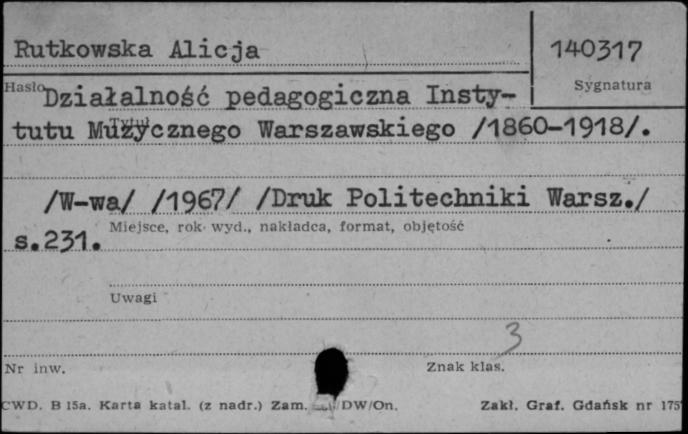 Rutkowska Alicja
140317
Hasło
Sygnatura
Działalność pedagogiczna Insty-
tutu Muzycznego Warszawskiego /1860-1918/.
Tytuł
/W-wa/ /1967/ /Druk Politechniki Warsz./
Miejsce, rok wyd., nakładca, format, objętość
s.231.
Uwagi
3
Nr inw.
Znak klas.
CWD. B 15a. Karta katal. (z nadr.) Zam. /DW/On.
Zakł. Graf. Gdańsk nr 175